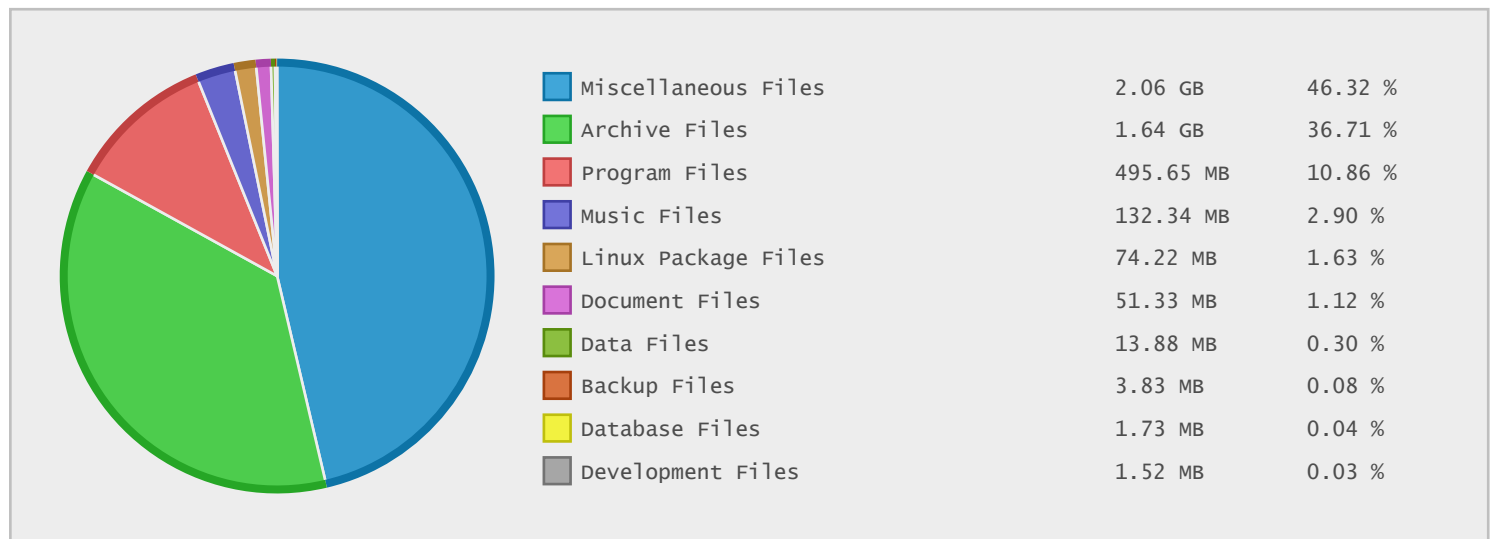 Miscellaneous Files 2.06 GB 46.32 %
Archive Files 1.64 GB 36.71 %
Program Files 495.65 MB 10.86 %
Music Files 132.34 MB 2.90 %
Linux Package Files 74.22 MB 1.63 %
Document Files 51.33 MB 1.12 %
Data Files 13.88 MB 0.30 %
Backup Files 3.83 MB 0.08 %
Database Files 1.73 MB 0.04 %
Development Files 1.52 MB 0.03 %